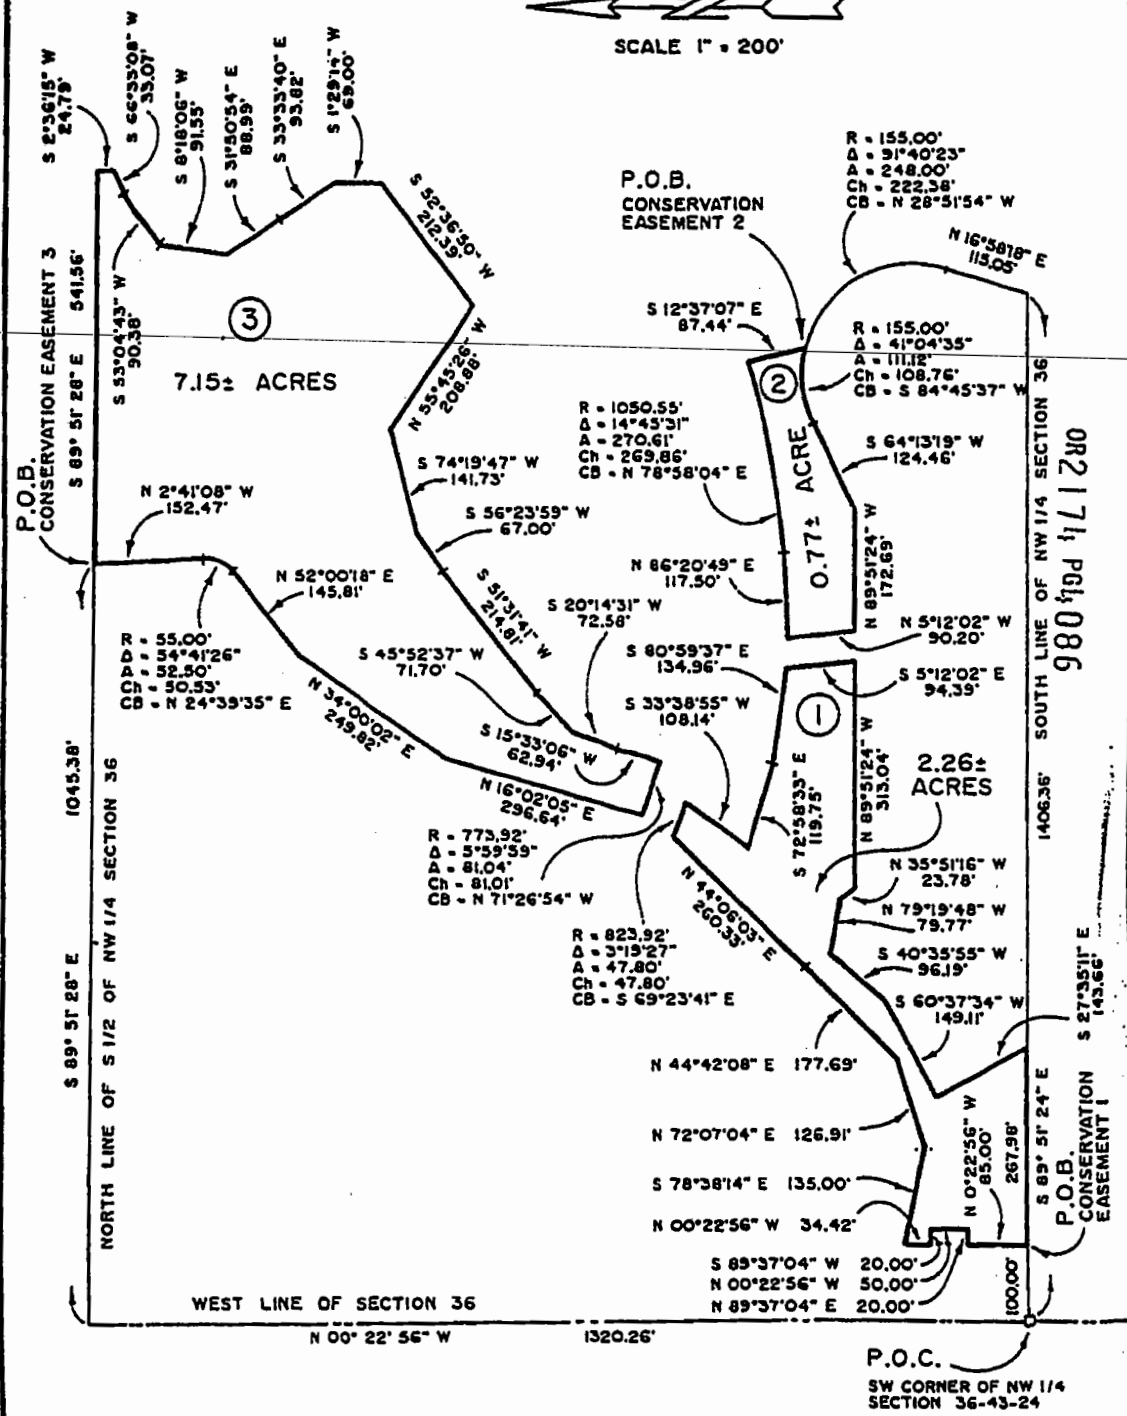 SCALE 1" = 200'
S 2°36'15" W
24.79'
S 66°33'08" W
33.07'
S 8°18'06" W
91.55'
S 31°50'54" E
88.99'
S 33°33'40" E
93.82'
S 1°29'14" W
69.00'
S 52°36'50" W
212.39'
S 53°04'43" W
90.38'
P.O.B.
CONSERVATION EASEMENT 3
S 89° 51' 28" E 541.56'
3
7.15± ACRES
N 55°45'26" W
208.88'
S 74°19'47" W
141.73'
S 56°23'59" W
67.00'
N 2°41'08" W
152.47'
N 52°00'18" E
145.81'
S 51°31'41" W
214.81'
S 20°14'31" W
72.58'
R = 55.00'
Δ = 54°41'26"
A = 52.50'
Ch = 50.53'
CB = N 24°39'35" E
S 45°52'37" W
71.70'
N 34°00'02" E
249.82'
S 15°33'06" W
62.94'
N 16°02'05" E
296.64'
R = 773.92'
Δ = 5°59'59"
A = 81.04'
Ch = 81.01'
CB = N 71°26'54" W
P.O.B.
CONSERVATION
EASEMENT 2
R = 155.00'
Δ = 91°40'23"
A = 248.00'
Ch = 222.38'
CB = N 28°51'54" W
N 16°58'18" E
115.05'
S 12°37'07" E
87.44'
R = 155.00'
Δ = 41°04'35"
A = 111.12'
Ch = 108.76'
CB = S 84°45'37" W
2
0.77± ACRE
R = 1050.55'
Δ = 14°45'31"
A = 270.61'
Ch = 269.86'
CB = N 78°58'04" E
S 64°13'19" W
124.46'
N 86°20'49" E
117.50'
N 89°51'24" W
172.69'
N 5°12'02" W
90.20'
S 80°59'37" E
134.96'
S 5°12'02" E
94.39'
S 33°38'55" W
108.14'
1
2.26±
ACRES
S 72°58'33" E
119.75'
N 89°51'24" W
313.04'
N 35°51'16" W
23.78'
N 79°19'48" W
79.77'
N 44°06'03" E
260.33'
S 40°35'55" W
96.19'
R = 823.92'
Δ = 3°19'27"
A = 47.80'
Ch = 47.80'
CB = S 69°23'41" E
S 60°37'34" W
149.11'
S 27°35'11" E
143.66'
N 44°42'08" E 177.69'
N 72°07'04" E 126.91'
S 78°38'14" E 135.00'
N 00°22'56" W 34.42'
S 89°37'04" W 20.00'
N 00°22'56" W 50.00'
N 89°37'04" E 20.00'
N 0°22'56" W
85.00'
267.98'
S 89° 51' 24" E
P.O.B.
CONSERVATION
EASEMENT 1
100.00'
1406.36'
SOUTH LINE OF NW 1/4 SECTION 36
OR2171 PG4086
1045.38'
S 89° 51' 28" E
NORTH LINE OF S 1/2 OF NW 1/4 SECTION 36
WEST LINE OF SECTION 36
N 00° 22' 56" W 1320.26'
P.O.C.
SW CORNER OF NW 1/4
SECTION 36-43-24